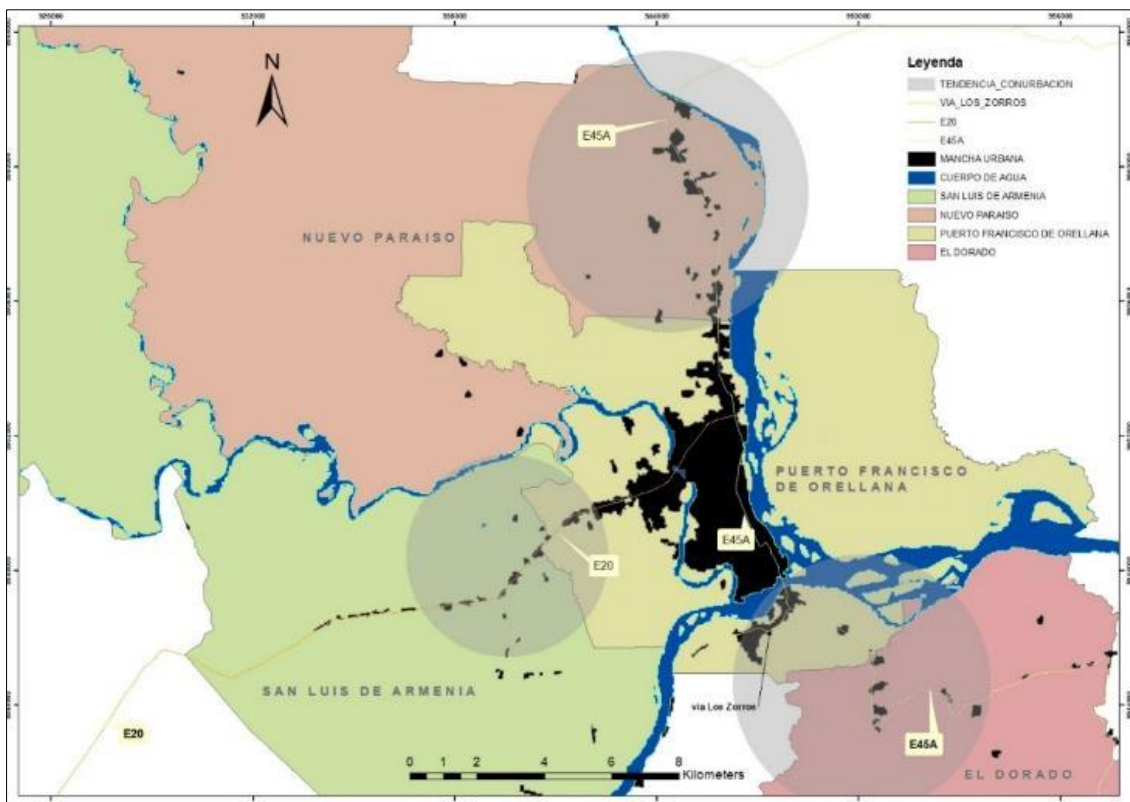 N
Leyenda
TENDENCIA_CONURBACION
VIA_LOS_ZORROS
E20
E45A
MANCHA URBANA
CUERPO DE AGUA
SAN LUIS DE ARMENIA
NUEVO PARAISO
PUERTO FRANCISCO DE ORELLANA
EL DORADO
E45A
NUEVO PARAISO
PUERTO FRANCISCO
DE ORELLANA
E45A
E20
SAN LUIS DE ARMENIA
vía Los Zorros
E20
E45A
0 1 2 4 6 8
Kilometers
EL DORADO